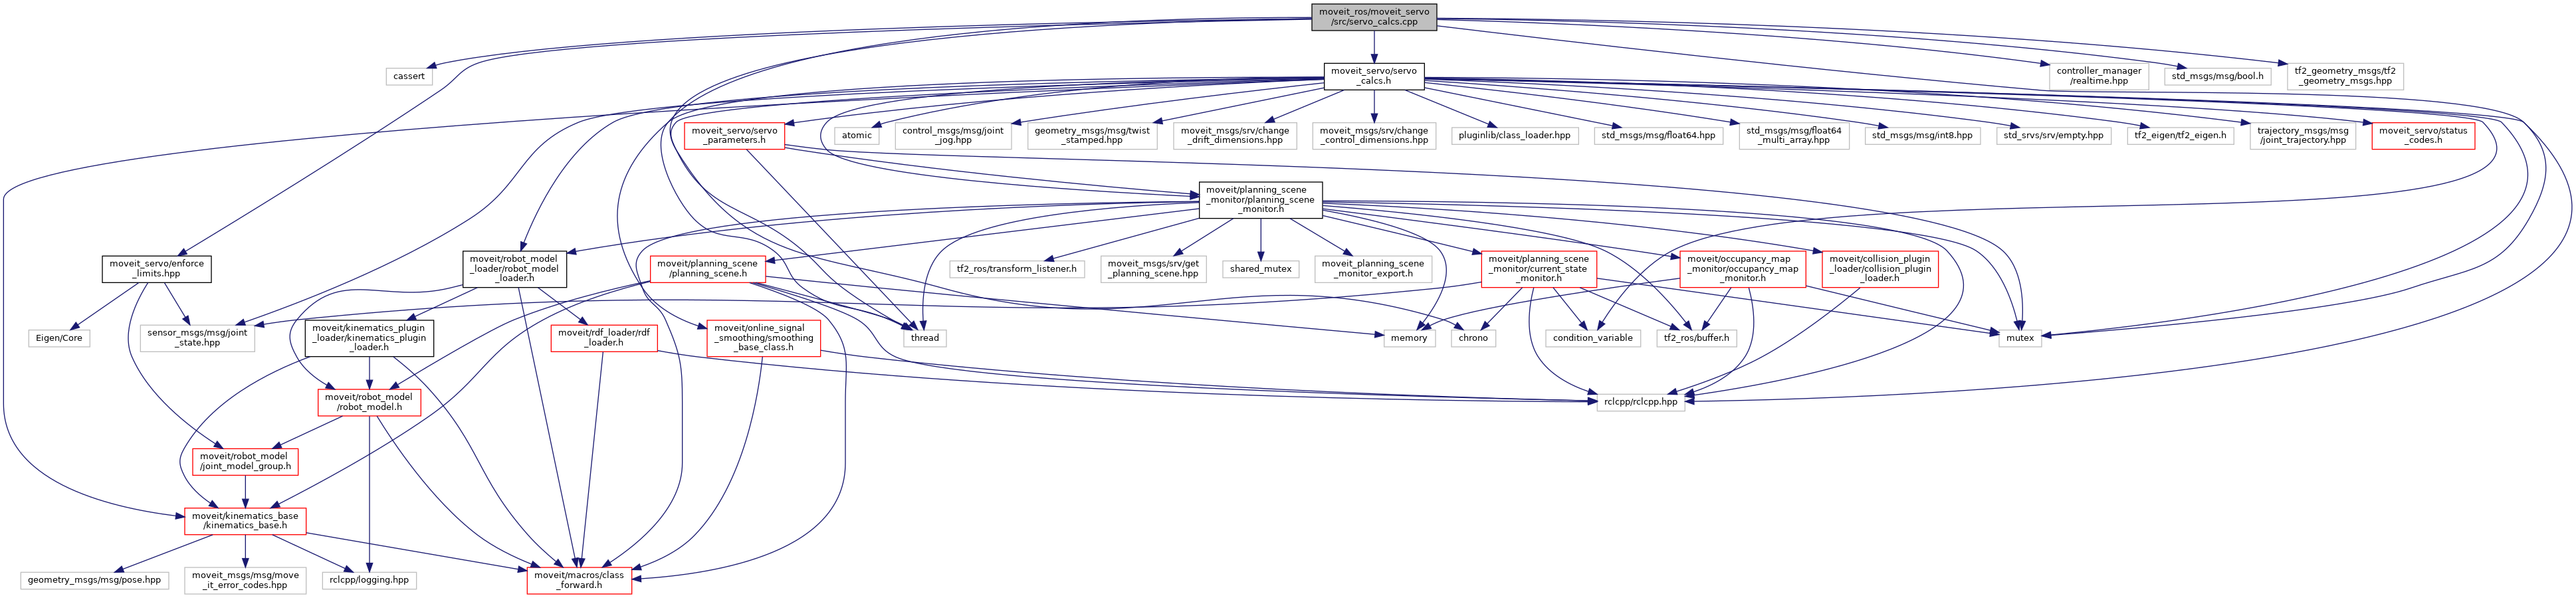 moveit_ros/moveit_servo
/src/servo_calcs.cpp
cassert
moveit_servo/servo
_calcs.h
controller_manager
/realtime.hpp
std_msgs/msg/bool.h
tf2_geometry_msgs/tf2
_geometry_msgs.hpp
moveit_servo/servo
_parameters.h
atomic
control_msgs/msg/joint
_jog.hpp
geometry_msgs/msg/twist
_stamped.hpp
moveit_msgs/srv/change
_drift_dimensions.hpp
moveit_msgs/srv/change
_control_dimensions.hpp
pluginlib/class_loader.hpp
std_msgs/msg/float64.hpp
std_msgs/msg/float64
_multi_array.hpp
std_msgs/msg/int8.hpp
std_srvs/srv/empty.hpp
tf2_eigen/tf2_eigen.h
trajectory_msgs/msg
/joint_trajectory.hpp
moveit_servo/status
_codes.h
moveit/planning_scene
_monitor/planning_scene
_monitor.h
moveit_servo/enforce
_limits.hpp
moveit/robot_model
_loader/robot_model
_loader.h
moveit/planning_scene
/planning_scene.h
tf2_ros/transform_listener.h
moveit_msgs/srv/get
_planning_scene.hpp
shared_mutex
moveit_planning_scene
_monitor_export.h
moveit/planning_scene
_monitor/current_state
_monitor.h
moveit/occupancy_map
_monitor/occupancy_map
_monitor.h
moveit/collision_plugin
_loader/collision_plugin
_loader.h
Eigen/Core
sensor_msgs/msg/joint
_state.hpp
moveit/kinematics_plugin
_loader/kinematics_plugin
_loader.h
moveit/rdf_loader/rdf
_loader.h
moveit/online_signal
_smoothing/smoothing
_base_class.h
thread
memory
chrono
condition_variable
tf2_ros/buffer.h
mutex
moveit/robot_model
/robot_model.h
rclcpp/rclcpp.hpp
moveit/robot_model
/joint_model_group.h
moveit/kinematics_base
/kinematics_base.h
geometry_msgs/msg/pose.hpp
moveit_msgs/msg/move
_it_error_codes.hpp
rclcpp/logging.hpp
moveit/macros/class
_forward.h